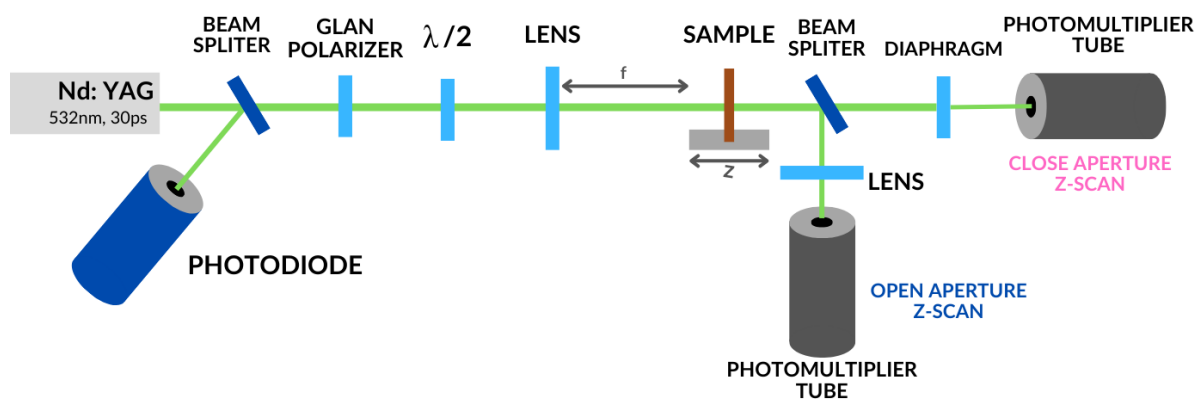 BEAM
SPLITER
GLAN
POLARIZER
λ/2
LENS
SAMPLE
BEAM
SPLITER
DIAPHRAGM
PHOTOMULTIPLIER
TUBE
Nd: YAG
532nm, 30ps
f
z
CLOSE APERTURE
Z-SCAN
LENS
PHOTODIODE
OPEN APERTURE
Z-SCAN
PHOTOMULTIPLIER
TUBE